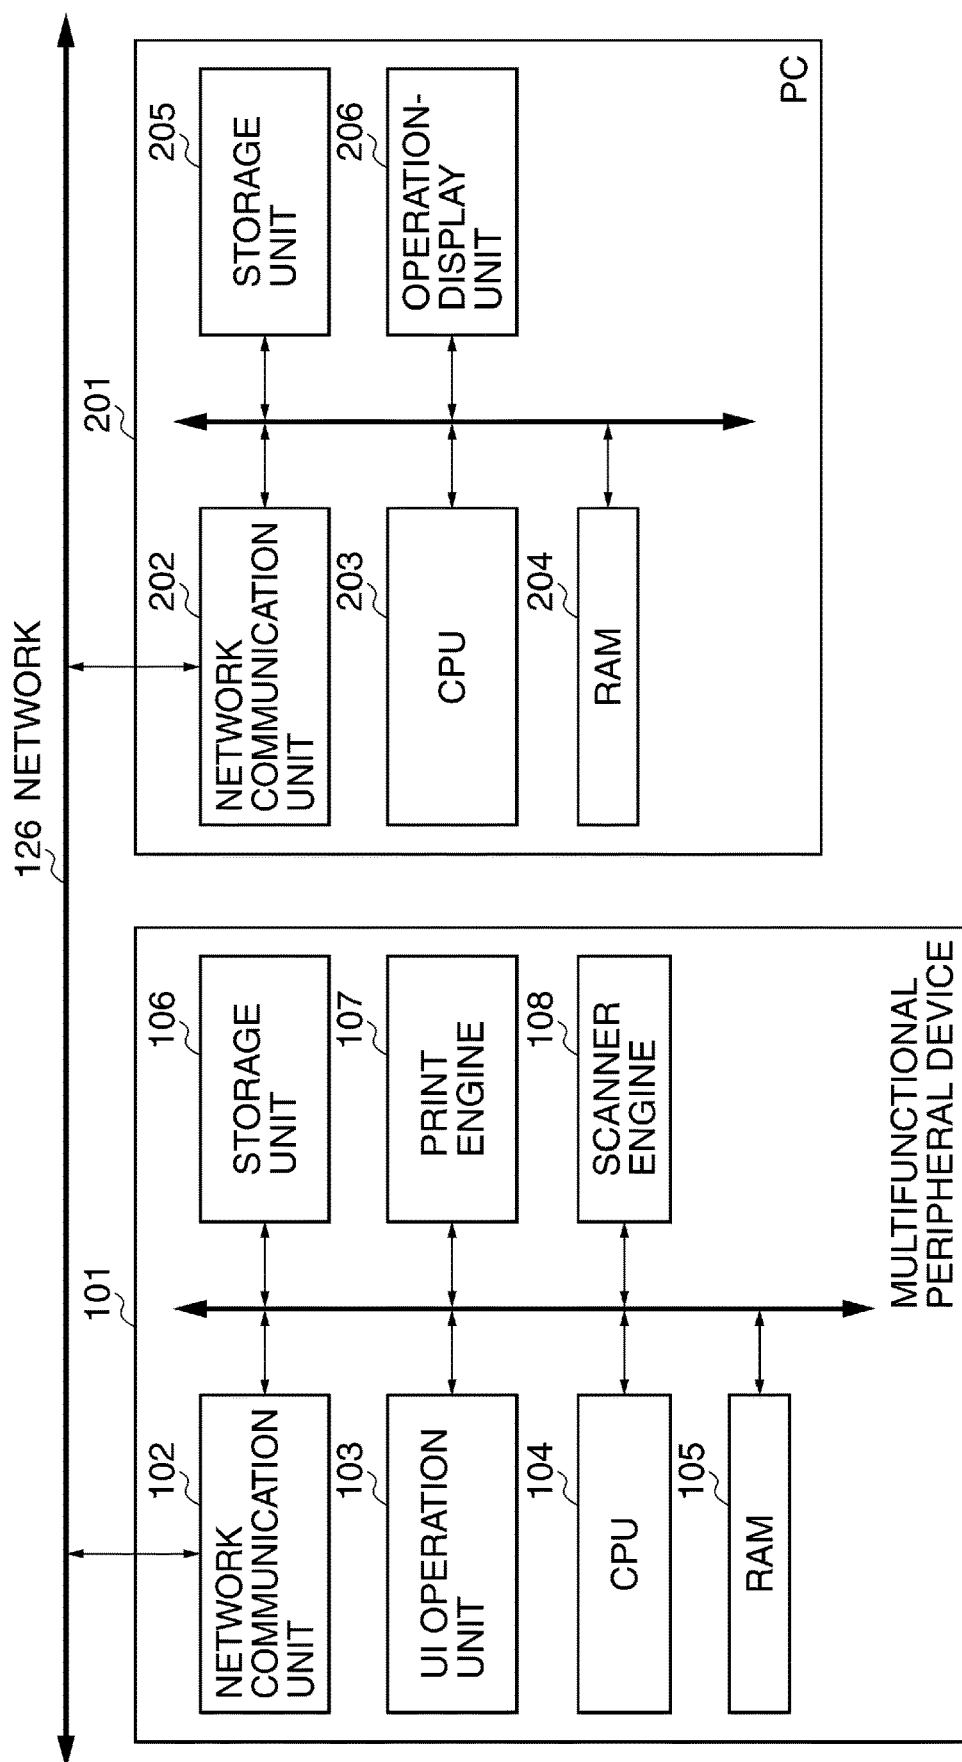 126 NETWORK
101
102
NETWORK
COMMUNICATION
UNIT
103
UI OPERATION
UNIT
104
CPU
105
RAM
106
STORAGE
UNIT
107
PRINT
ENGINE
108
SCANNER
ENGINE
MULTIFUNCTIONAL
PERIPHERAL DEVICE
201
202
NETWORK
COMMUNICATION
UNIT
203
CPU
204
RAM
205
STORAGE
UNIT
206
OPERATION-
DISPLAY
UNIT
PC